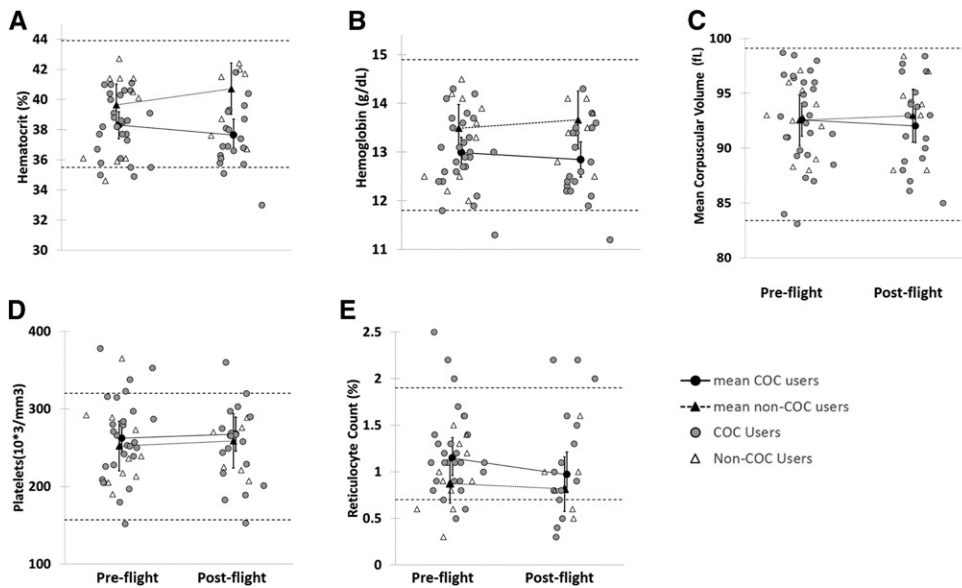 A
Hematocrit (%)
44
42
40
38
36
34
32
30
B
Hemoglobin (g/dL)
15
14
13
12
11
C
Mean Corpuscular Volume (fL)
100
95
90
85
80
Pre-flight Post-flight
D
Platelets(10*3/mm3)
400
300
200
100
Pre-flight Post-flight
E
Reticulocyte Count (%)
2.5
2
1.5
1
0.5
0
Pre-flight Post-flight
mean COC users
mean non-COC users
COC Users
Non-COC Users